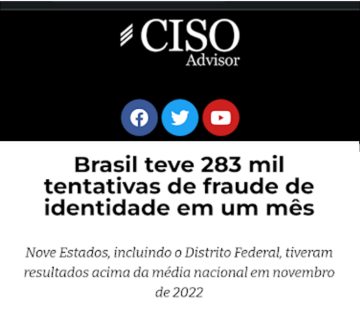 CISO
Advisor
Brasil teve 283 mil
tentativas de fraude de
identidade em um mês
Nove Estados, incluindo o Distrito Federal, tiveram
resultados acima da média nacional em novembro
de 2022